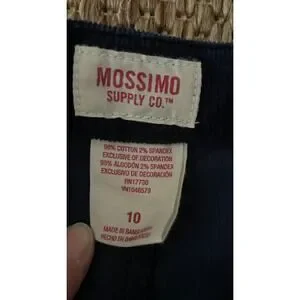 MOSSIMO
SUPPLY CO.™
98% COTTON 2% SPANDEX
EXCLUSIVE OF DECORATION
98% ALGODÓN 2% SPANDEX
EXCLUSIVO DE DECORACIÓN
RN17730
10
MADE IN BANGLADESH
HECHO EN BANGLADESH